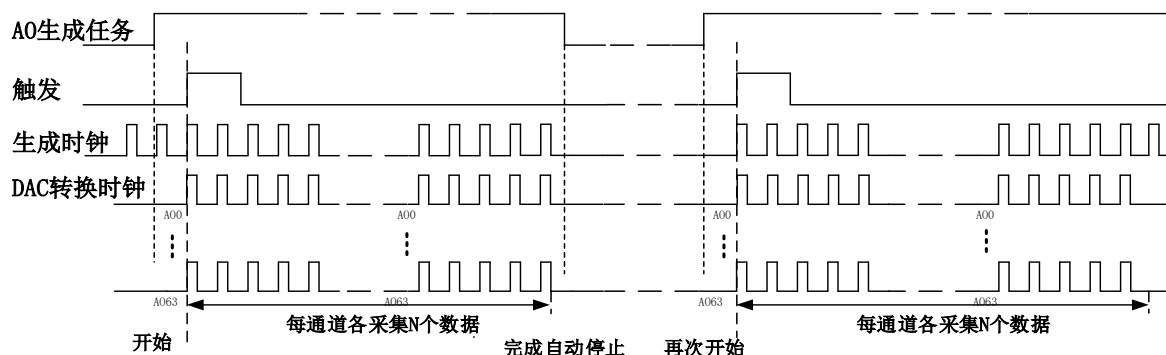 AO生成任务
触发
生成时钟
DAC转换时钟
AO0 AO0 AO0 AO0
AO63 AO63 AO63 AO63
每通道各采集N个数据 每通道各采集N个数据
开始 完成自动停止 再次开始